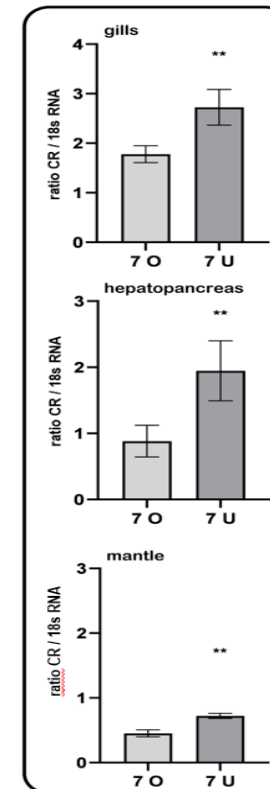 gills
ratio CR / 18s RNA
4
3
2
1
0
**
7 O 7 U
hepatopancreas
ratio CR / 18s RNA
3
2
1
0
**
7 O 7 U
mantle
ratio CR / 18s RNA
3
2
1
0
**
7 O 7 U